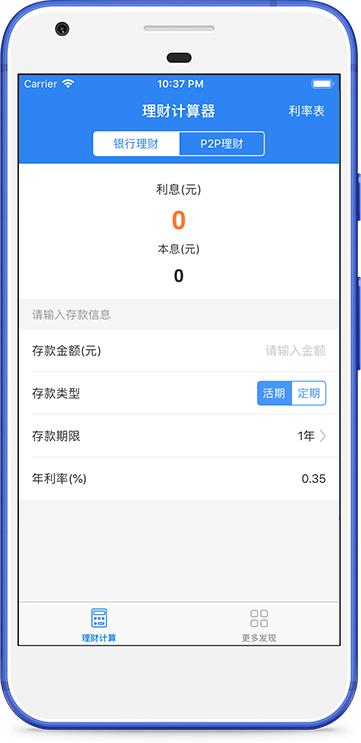 Carrier 10:37 PM
理财计算器 利率表
银行理财 P2P理财
利息(元)
0
本息(元)
0
请输入存款信息
存款金额(元) 请输入金额
存款类型 活期 定期
存款期限 1年
年利率(%) 0.35
理财计算 更多发现